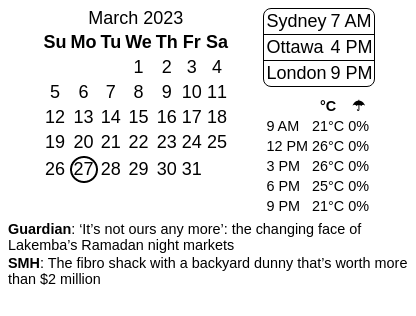 March 2023
Su Mo Tu We Th Fr Sa
1 2 3 4
5 6 7 8 9 10 11
12 13 14 15 16 17 18
19 20 21 22 23 24 25
26 27 28 29 30 31
Sydney 7 AM
Ottawa 4 PM
London 9 PM
°C ☂
9 AM 21°C 0%
12 PM 26°C 0%
3 PM 26°C 0%
6 PM 25°C 0%
9 PM 21°C 0%
Guardian: ‘It’s not ours any more’: the changing face of
Lakemba’s Ramadan night markets
SMH: The fibro shack with a backyard dunny that’s worth more
than $2 million